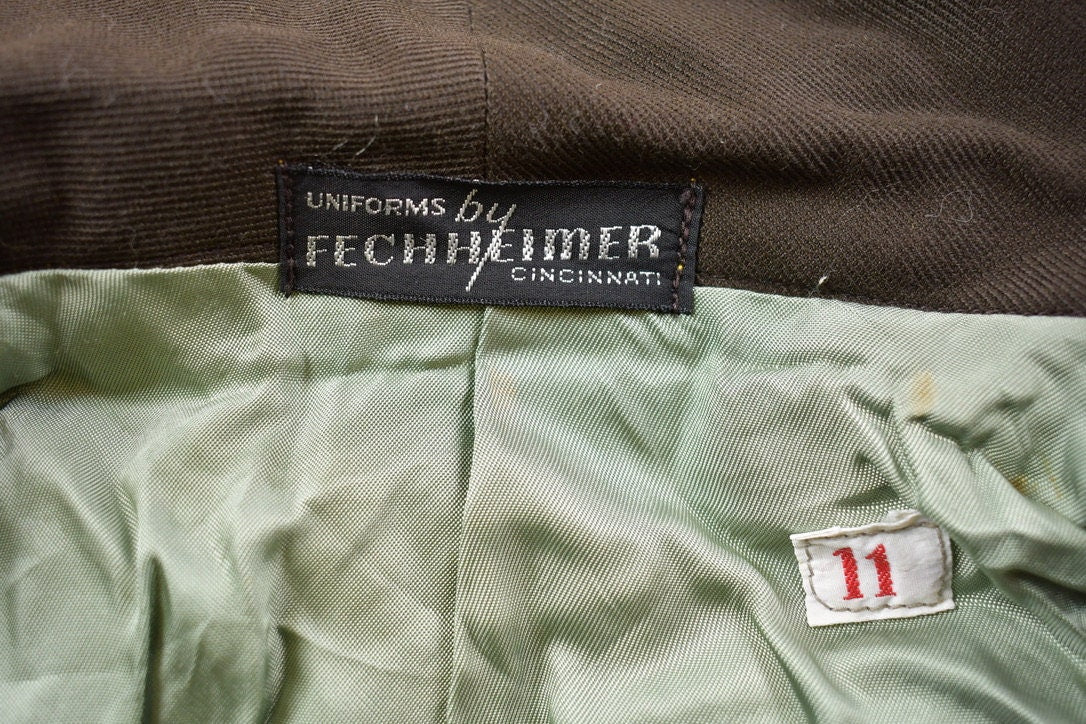 UNIFORMS by
FECHHEIMER
CINCINNATI
11